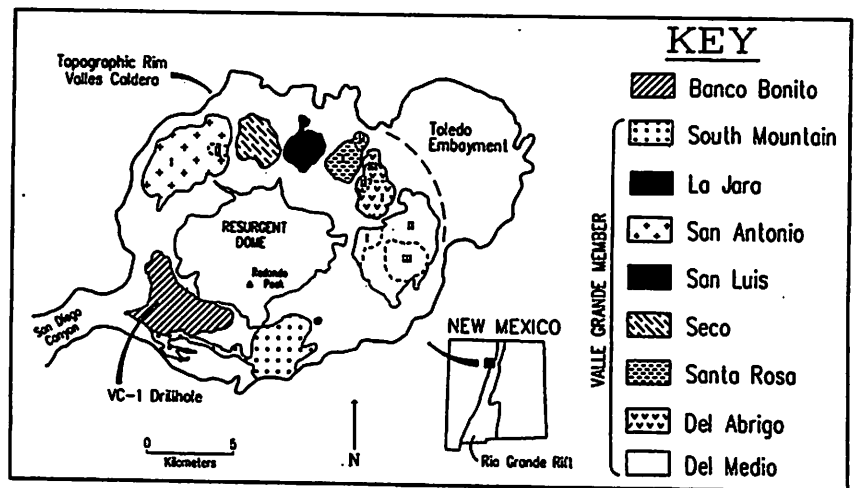 Topographic Rim
Valles Caldera
Toledo
Embayment
RESURGENT
DOME
Redondo
Peak
San Diego
Canyon
VC-1 Drillhole
0 5
Kilometers
N
NEW MEXICO
Rio Grande Rift
KEY
Banco Bonito
VALLE GRANDE MEMBER
South Mountain
La Jara
San Antonio
San Luis
Seco
Santa Rosa
Del Abrigo
Del Medio